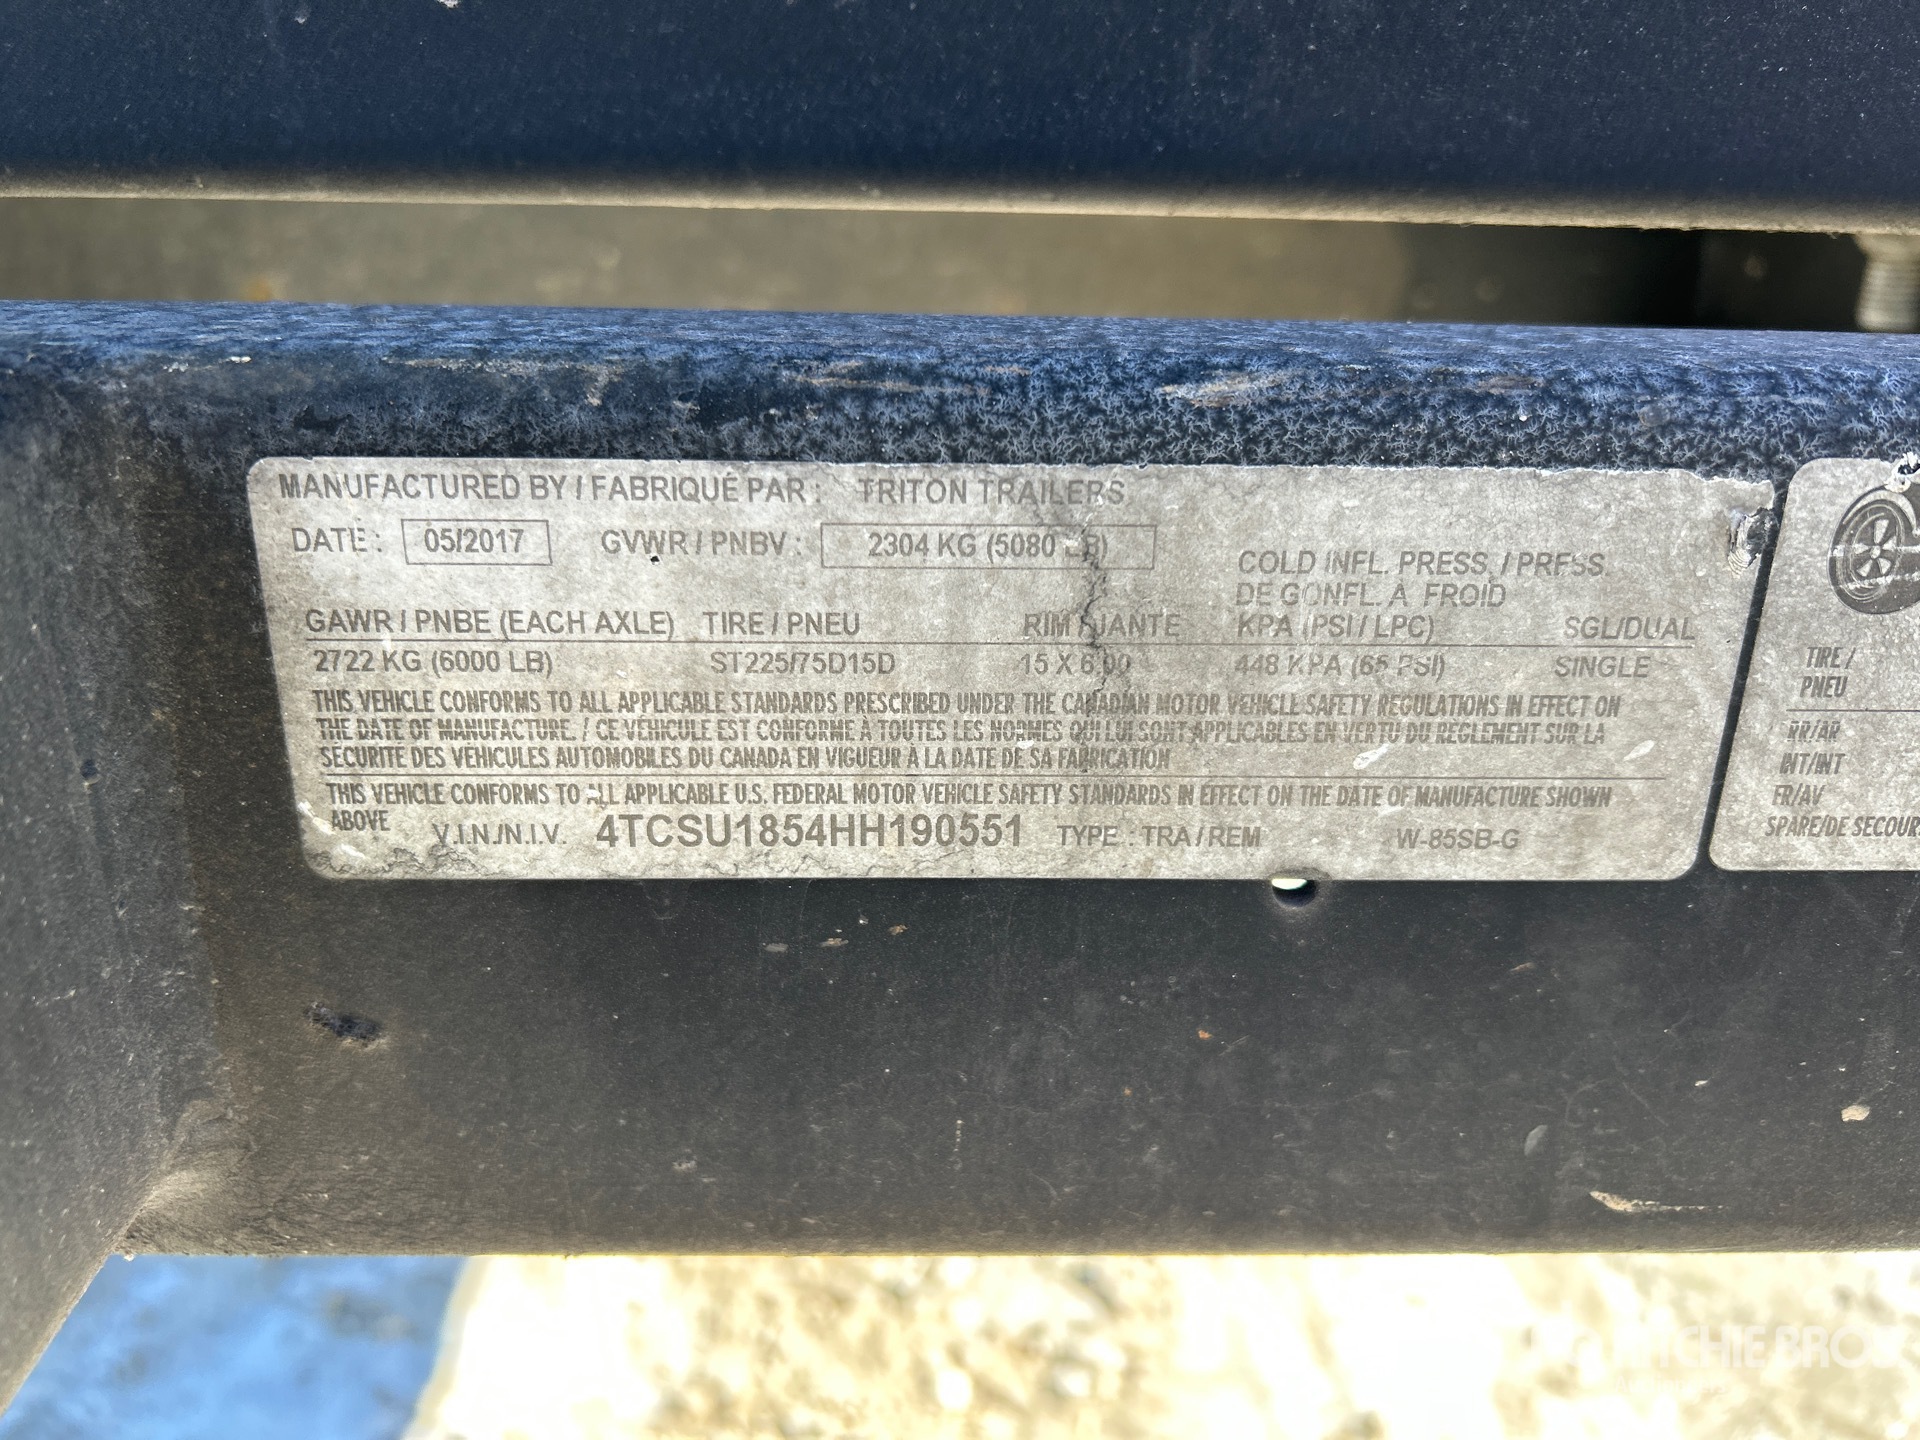 MANUFACTURED BY / FABRIQUÉ PAR : TRITON TRAILERS
DATE : 05/2017 GVWR / PNBV : 2304 KG (5080 LB)
COLD INFL. PRESS. / PRESS.
DE GONFL. À FROID
GAWR / PNBE (EACH AXLE) TIRE / PNEU RIM / JANTE KPA (PSI / LPC) SGL/DUAL
2722 KG (6000 LB) ST225/75D15D 15 X 6.00 448 KPA (65 PSI) SINGLE
THIS VEHICLE CONFORMS TO ALL APPLICABLE STANDARDS PRESCRIBED UNDER THE CANADIAN MOTOR VEHICLE SAFETY REGULATIONS IN EFFECT ON
THE DATE OF MANUFACTURE. / CE VÉHICULE EST CONFORME À TOUTES LES NORMES QUI LUI SONT APPLICABLES EN VERTU DU RÈGLEMENT SUR LA
SÉCURITÉ DES VÉHICULES AUTOMOBILES DU CANADA EN VIGUEUR À LA DATE DE SA FABRICATION
THIS VEHICLE CONFORMS TO ALL APPLICABLE U.S. FEDERAL MOTOR VEHICLE SAFETY STANDARDS IN EFFECT ON THE DATE OF MANUFACTURE SHOWN
ABOVE V.I.N./N.I.V. 4TCSU1854HH190551 TYPE : TRA / REM W-85SB-G
TIRE /
PNEU
RR/AR
INT/INT
FR/AV
SPARE/DE SECOURS
RITCHIE BROS